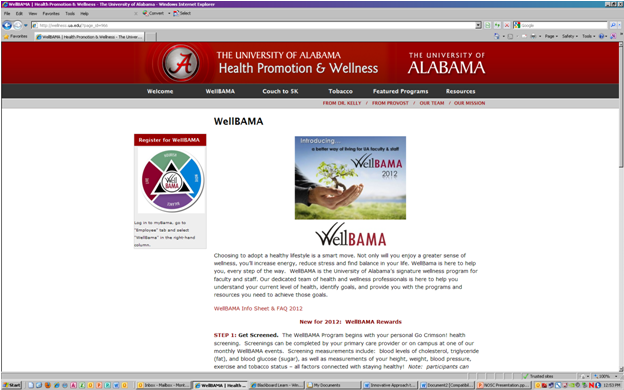 WellBAMA | Health Promotion & Wellness - The University of Alabama - Windows Internet Explorer
File Edit View Favorites Tools Help
Convert Select
Google
Favorites
WellBAMA | Health Promotion & Wellness - The Univer...
Page Safety Tools
THE UNIVERSITY OF ALABAMA
Health Promotion & Wellness
THE UNIVERSITY OF
ALABAMA
Welcome WellBAMA Couch to 5K Tobacco Featured Programs Resources
FROM DR. KELLY / FROM PROVOST / OUR TEAM / OUR MISSION
WellBAMA
Register for WellBAMA
Well
BAMA
Log in to myBama, go to
"Employee" tab and select
"WellBama" in the right-hand
column.
Introducing...
a better way of living for UA faculty & staff
WellBAMA
2012
WellBAMA
Choosing to adopt a healthy lifestyle is a smart move. Not only will you enjoy a greater sense of
wellness, you'll increase energy, reduce stress and find balance in your life. WellBama is here to help
you, every step of the way. WellBAMA is the University of Alabama's signature wellness program for
faculty and staff. Our dedicated team of health and wellness professionals is here to help you
understand your current level of health, identify goals, and provide you with the programs and
resources you need to achieve those goals.
WellBama Info Sheet & FAQ 2012
New for 2012: WellBAMA Rewards
STEP 1: Get Screened. The WellBAMA Program begins with your personal Go Crimson! health
screening. Screenings can be completed by your primary care provider or on campus at one of our
monthly WellBAMA events. Screening measurements include: blood levels of cholesterol, triglyceride
(fat), and blood glucose (sugar), as well as measurements of your height, weight, blood pressure,
exercise and tobacco status – all factors connected with staying healthy! Note: participants can
Trusted sites 100%
Start Inbox - Mailbox - Mont... WellBAMA | Health ... Blackboard Learn - Wi... My Documents Innovative Approach t... Document2 [Compatibil... NCSC Presentation.pp... 12:03 PM